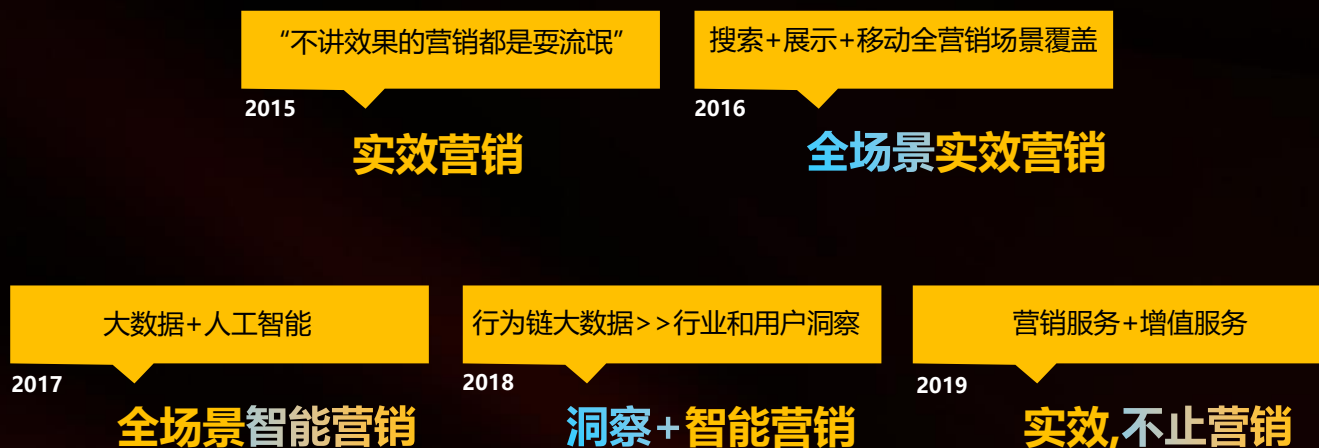 “不讲效果的营销都是耍流氓”
2015
实效营销
搜索+展示+移动全营销场景覆盖
2016
全场景实效营销
大数据+人工智能
2017
全场景智能营销
行为链大数据>>行业和用户洞察
2018
洞察+智能营销
营销服务+增值服务
2019
实效,不止营销